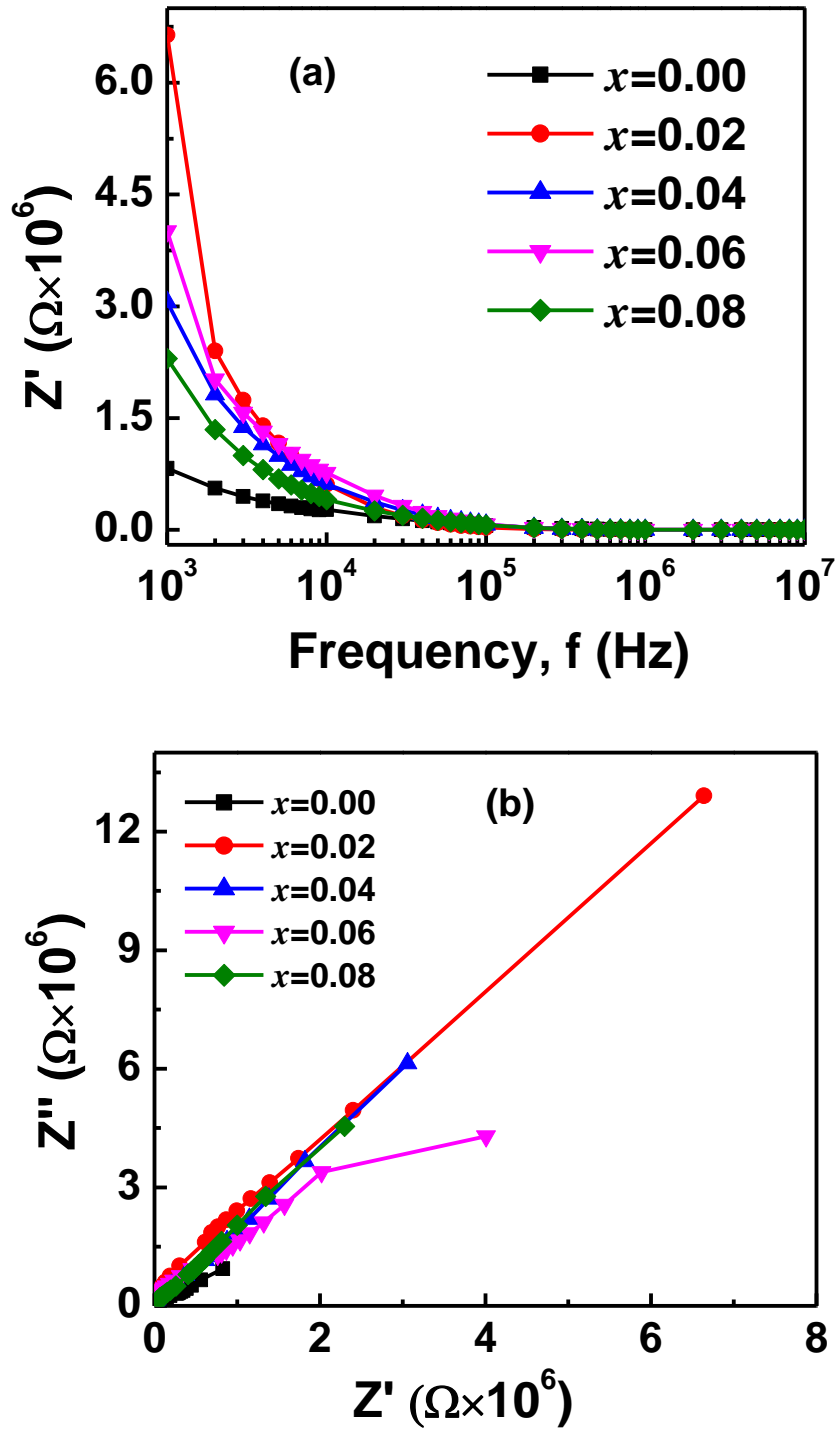 (a)
x=0.00
x=0.02
x=0.04
x=0.06
x=0.08
6.0
4.5
3.0
1.5
0.0
Z' (Ω×10⁶)
10³ 10⁴ 10⁵ 10⁶ 10⁷
Frequency, f (Hz)
(b)
x=0.00
x=0.02
x=0.04
x=0.06
x=0.08
12
9
6
3
0
Z'' (Ω×10⁶)
0 2 4 6 8
Z' (Ω×10⁶)